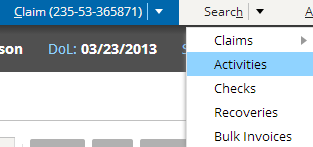 Claim (235-53-365871) Search
son DoL: 03/23/2013
Claims
Activities
Checks
Recoveries
Bulk Invoices